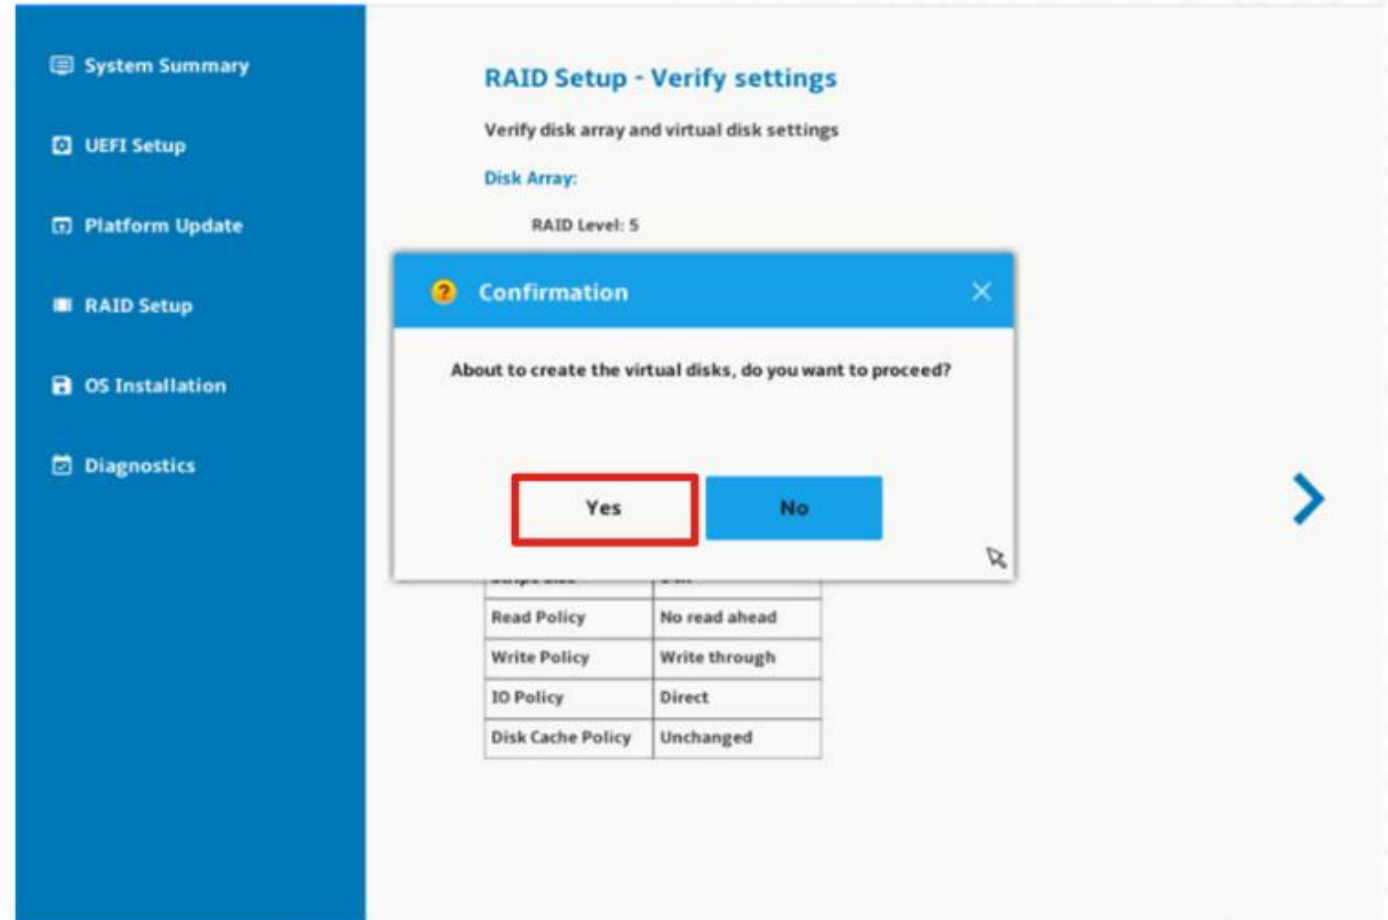 System Summary
UEFI Setup
Platform Update
RAID Setup
OS Installation
Diagnostics
RAID Setup - Verify settings
Verify disk array and virtual disk settings
Disk Array:
RAID Level: 5
Confirmation
About to create the virtual disks, do you want to proceed?
Yes No
Read Policy No read ahead
Write Policy Write through
IO Policy Direct
Disk Cache Policy Unchanged